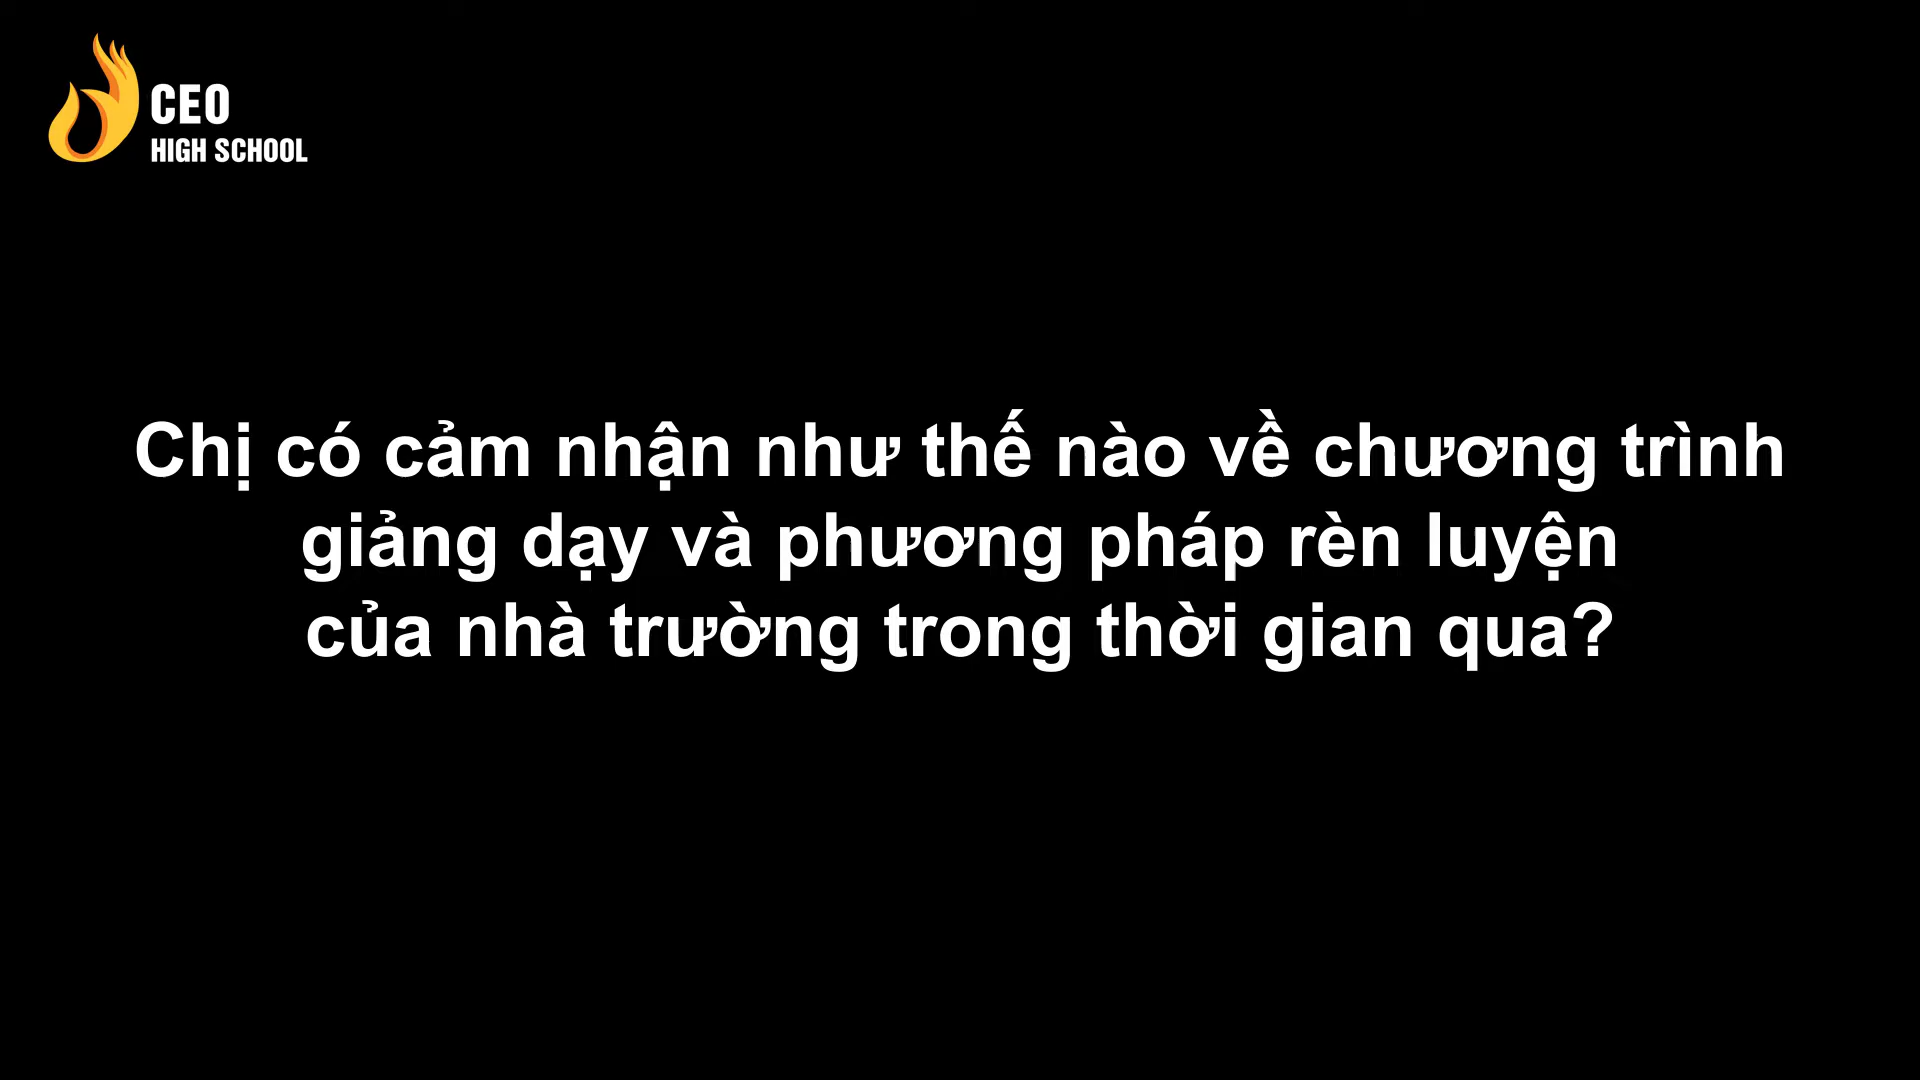 CEO
HIGH SCHOOL
Chị có cảm nhận như thế nào về chương trình
giảng dạy và phương pháp rèn luyện
của nhà trường trong thời gian qua?